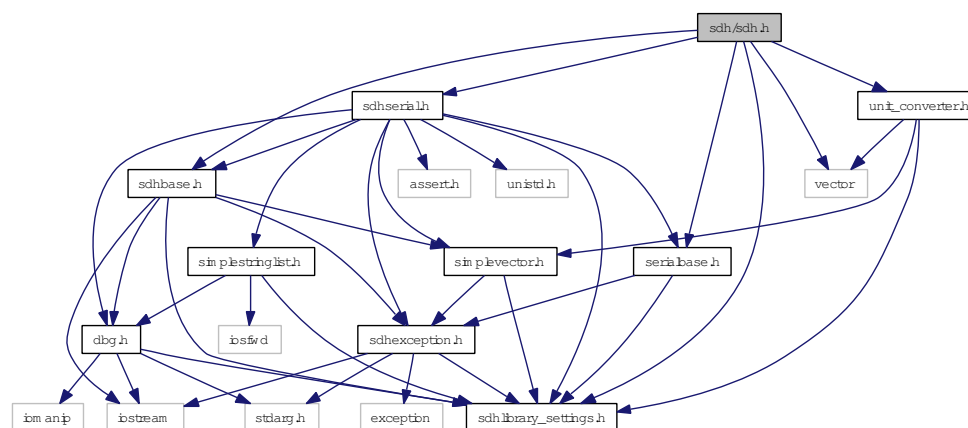 sdh/sdh.h
sdhserial.h
unit_converter.h
sdhbase.h
assert.h
unistd.h
vector
simplestringlist.h
simplevector.h
serialbase.h
dbg.h
iosfwd
sdhexception.h
iomanip
iostream
stdarg.h
exception
sdhlibrary_settings.h